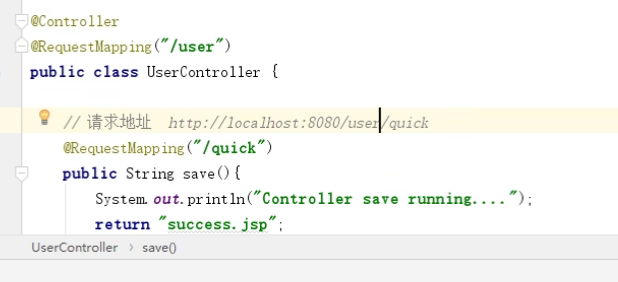 @Controller
@RequestMapping("/user")
public class UserController {
// 请求地址  http://localhost:8080/user/quick
@RequestMapping("/quick")
public String save(){
System.out.println("Controller save running....");
return "success.jsp";
UserController › save()